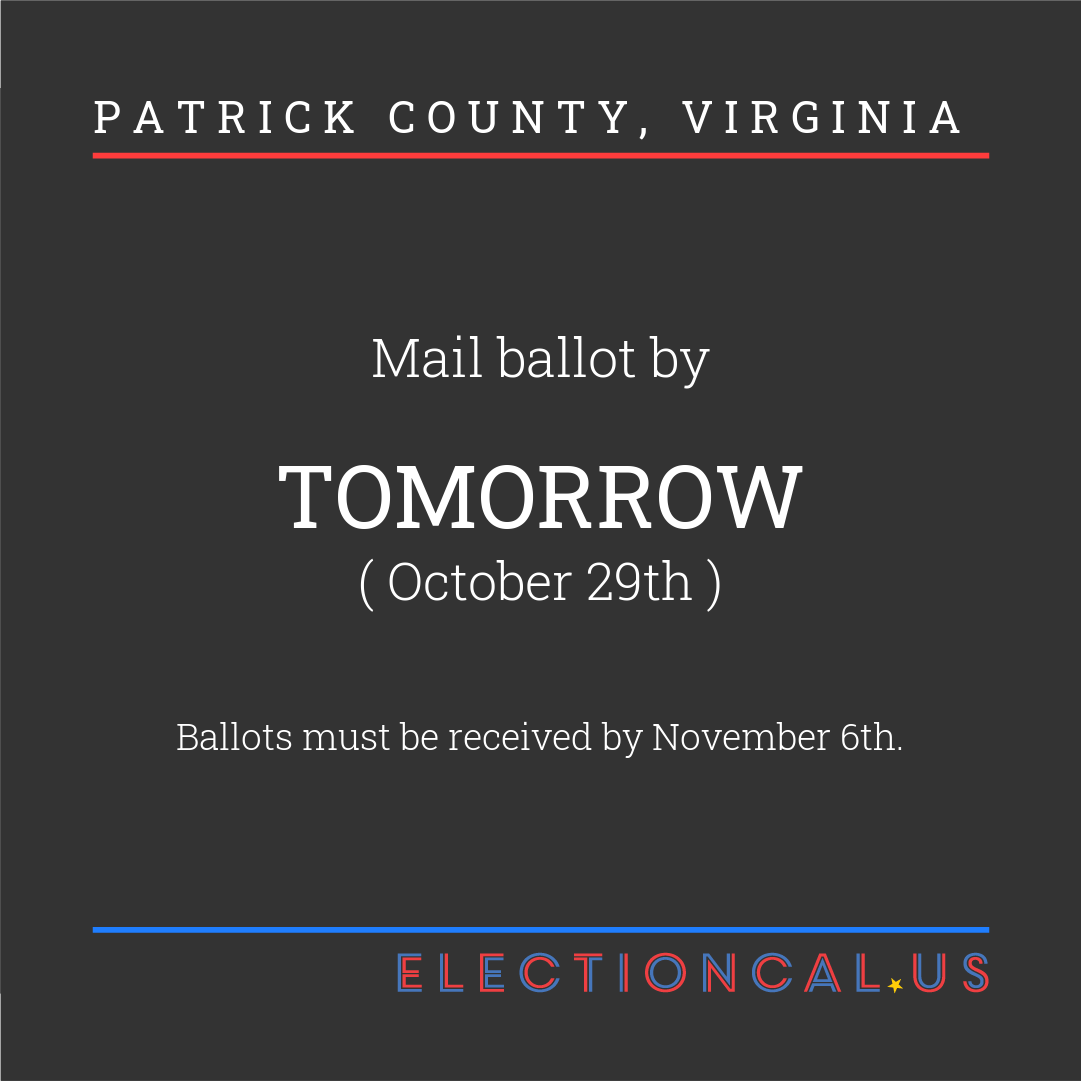 PATRICK COUNTY, VIRGINIA
Mail ballot by
TOMORROW
( October 29th )
Ballots must be received by November 6th.
ELECTIONCAL.US